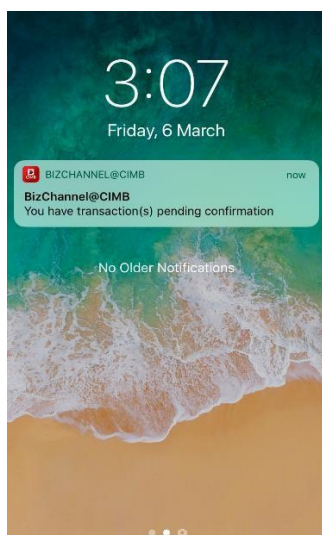 3:07
Friday, 6 March
BIZCHANNEL@CIMB now
BizChannel@CIMB
You have transaction(s) pending confirmation
No Older Notifications